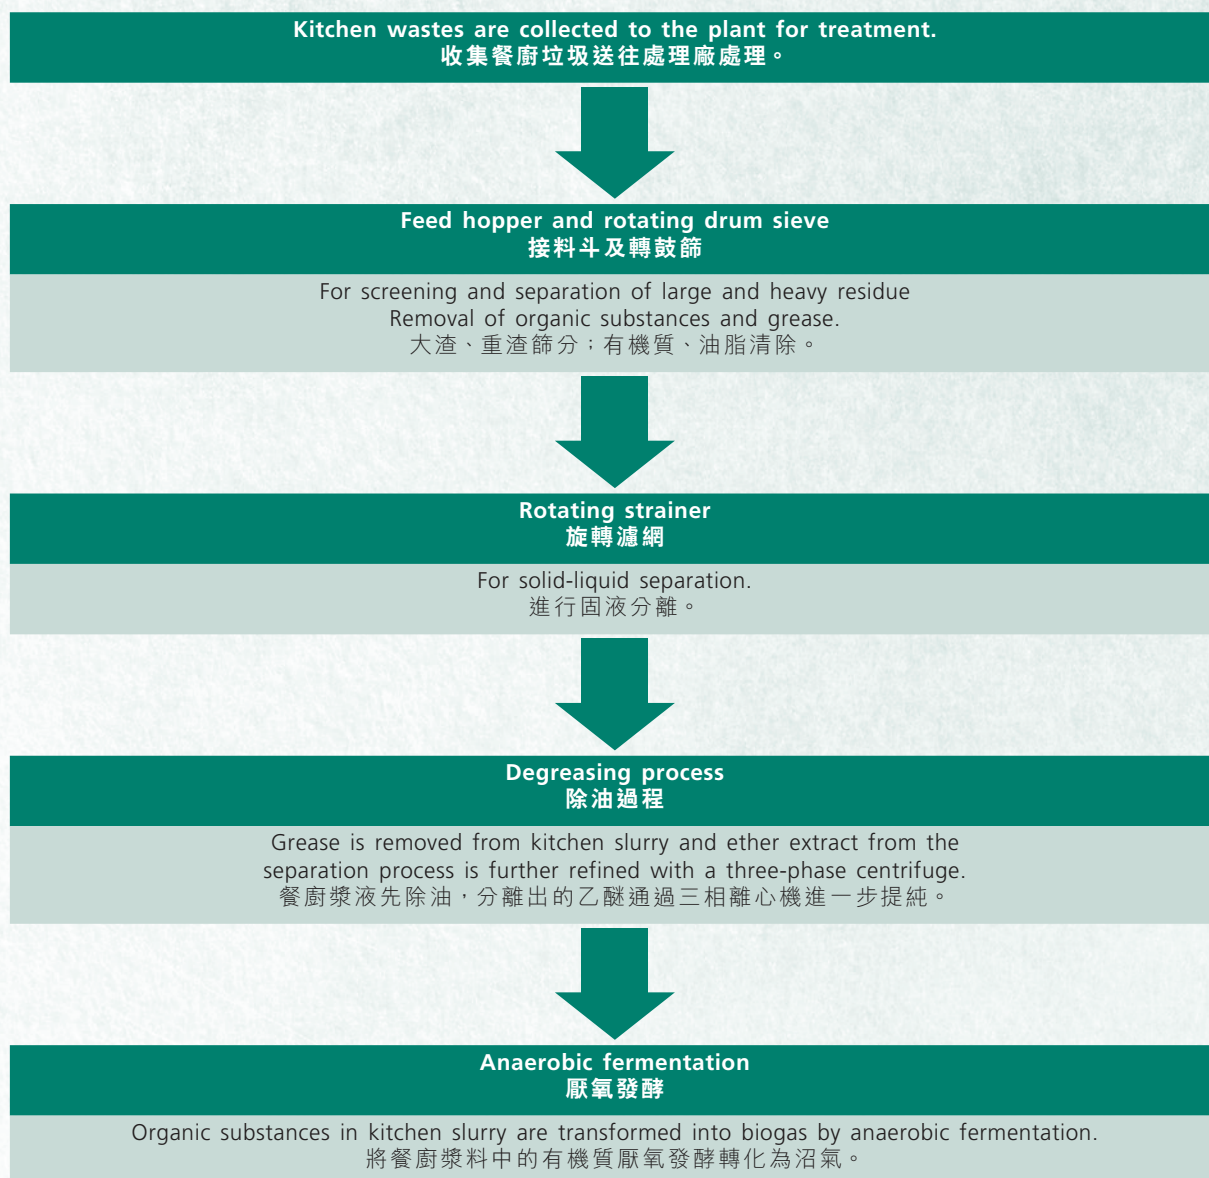 Kitchen wastes are collected to the plant for treatment.
收集餐廚垃圾送往處理廠處理。
Feed hopper and rotating drum sieve
接料斗及轉鼓篩
For screening and separation of large and heavy residue
Removal of organic substances and grease.
大渣、重渣篩分；有機質、油脂清除。
Rotating strainer
旋轉濾網
For solid-liquid separation.
進行固液分離。
Degreasing process
除油過程
Grease is removed from kitchen slurry and ether extract from the
separation process is further refined with a three-phase centrifuge.
餐廚漿液先除油，分離出的乙醚通過三相離心機進一步提純。
Anaerobic fermentation
厭氧發酵
Organic substances in kitchen slurry are transformed into biogas by anaerobic fermentation.
將餐廚漿料中的有機質厭氧發酵轉化為沼氣。